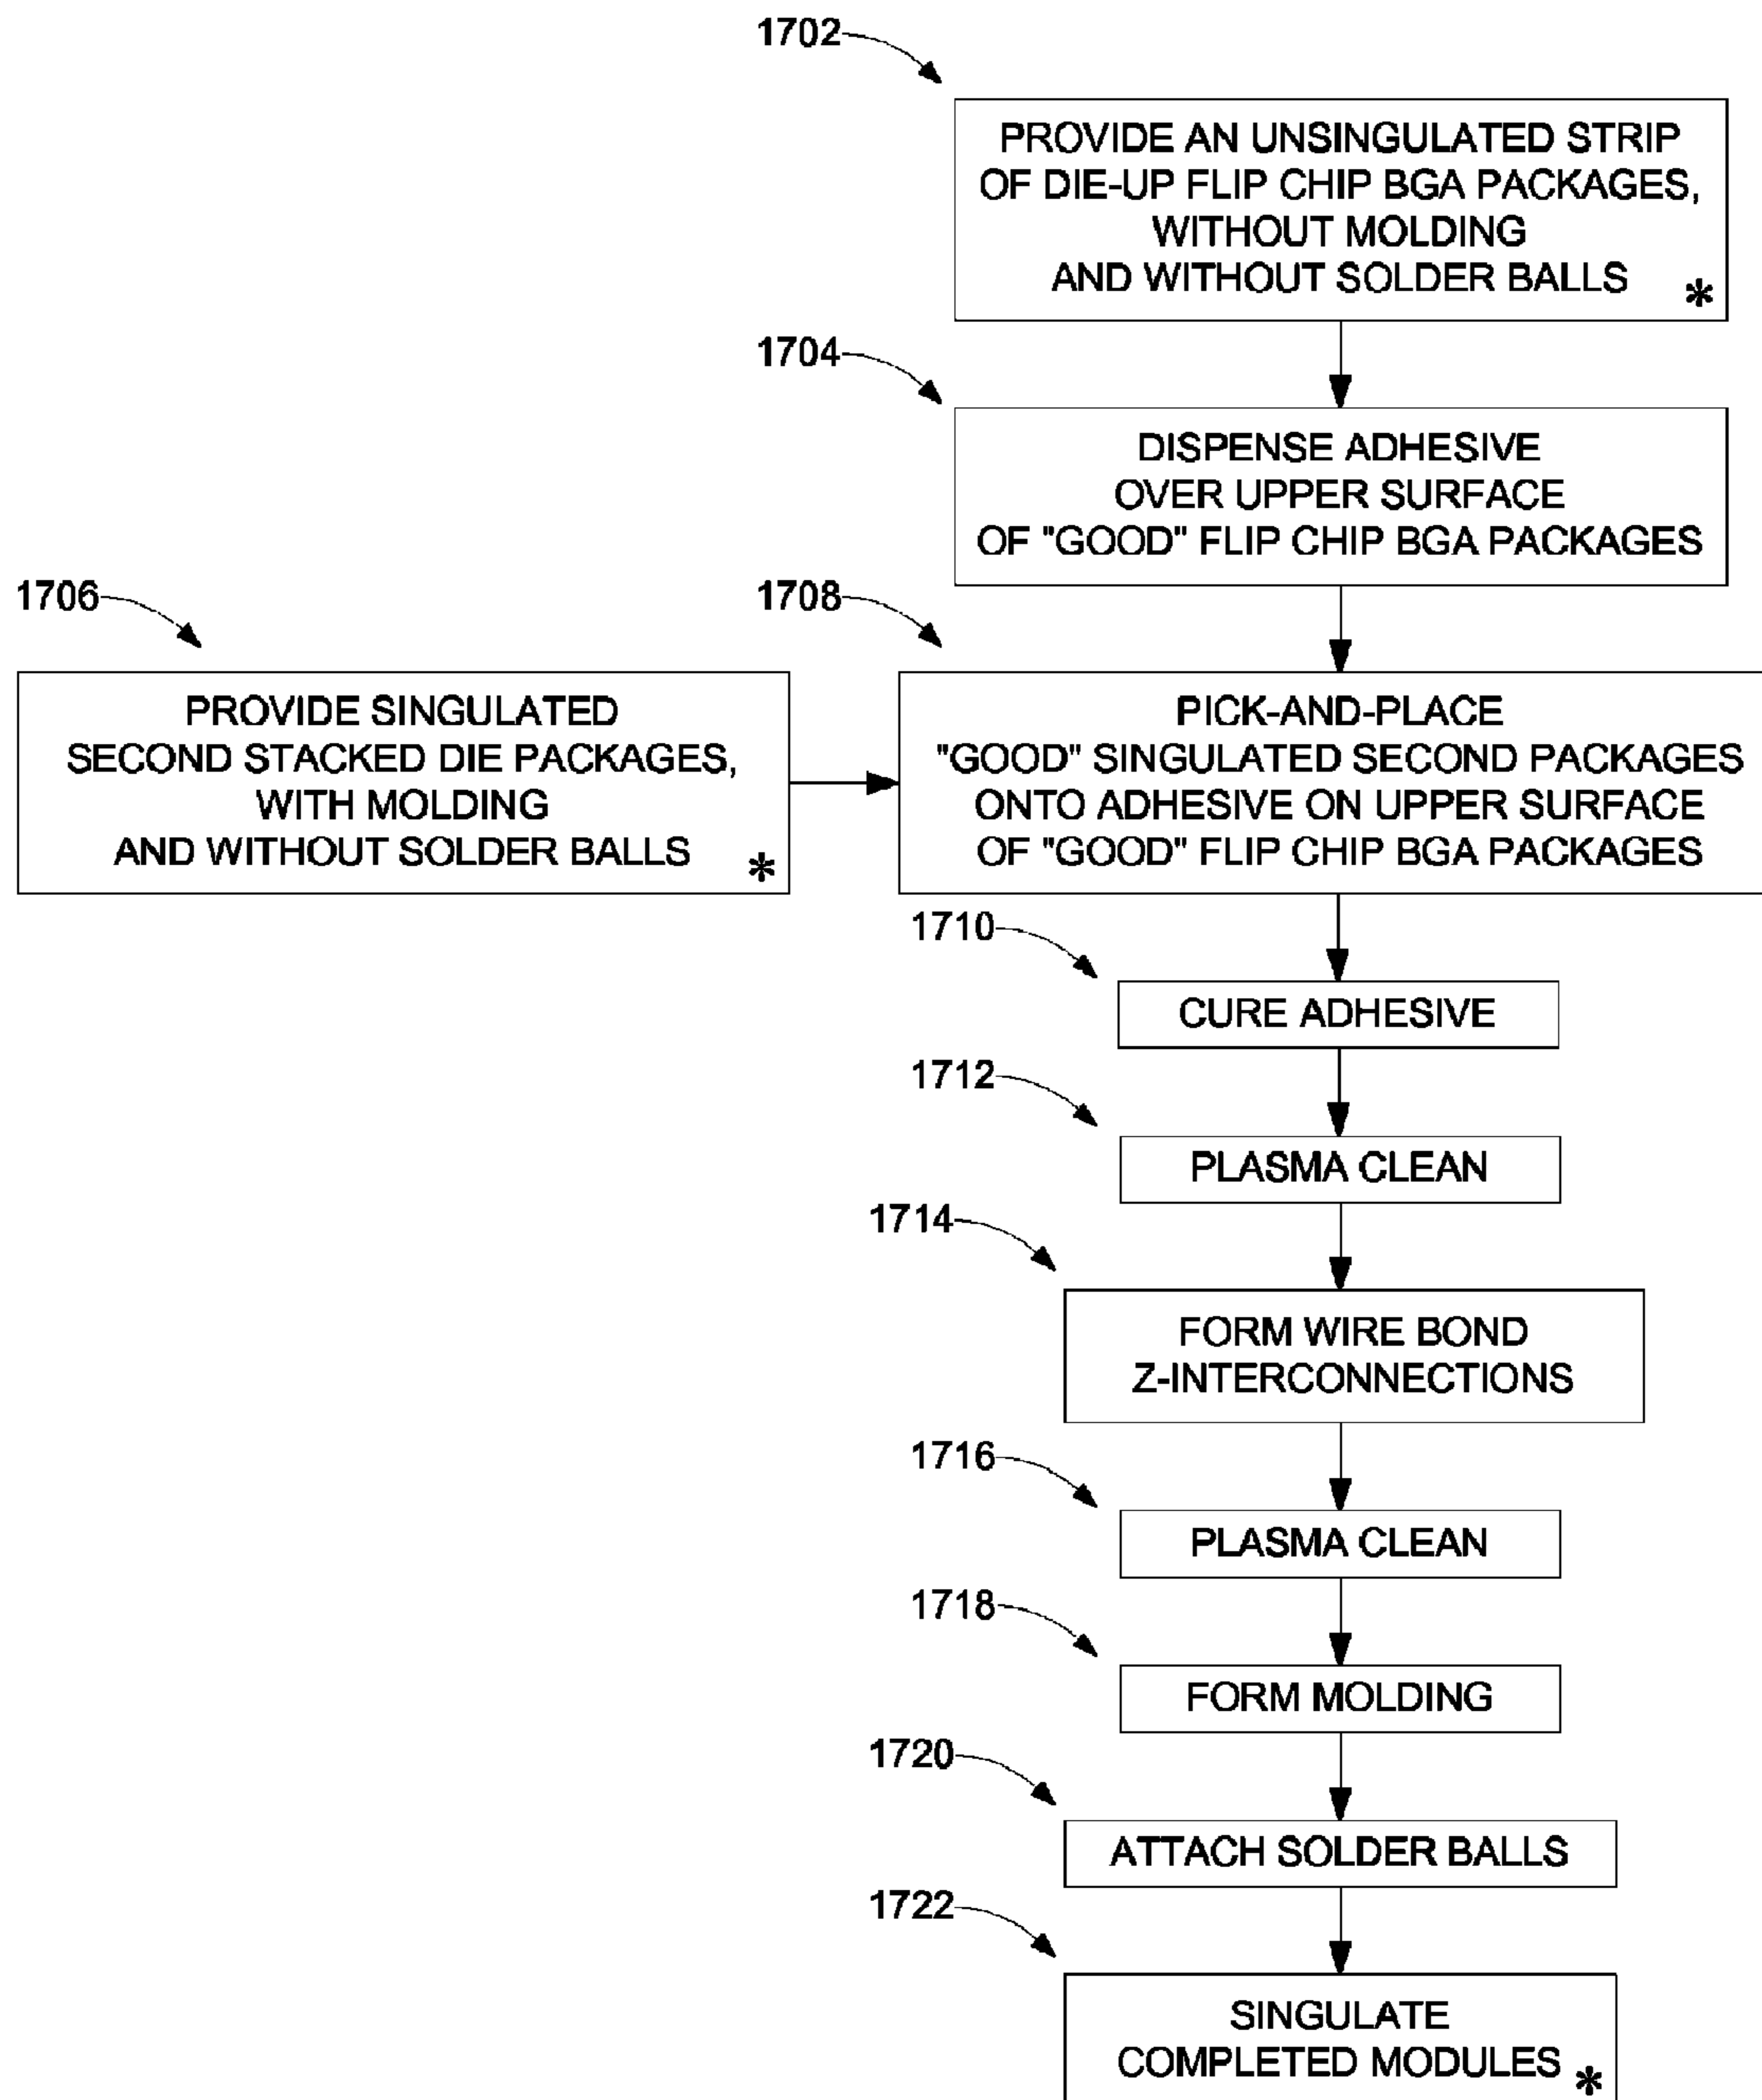 1702
PROVIDE AN UNSINGULATED STRIP
OF DIE-UP FLIP CHIP BGA PACKAGES,
WITHOUT MOLDING
AND WITHOUT SOLDER BALLS *
1704
DISPENSE ADHESIVE
OVER UPPER SURFACE
OF "GOOD" FLIP CHIP BGA PACKAGES
1706
PROVIDE SINGULATED
SECOND STACKED DIE PACKAGES,
WITH MOLDING
AND WITHOUT SOLDER BALLS *
1708
PICK-AND-PLACE
"GOOD" SINGULATED SECOND PACKAGES
ONTO ADHESIVE ON UPPER SURFACE
OF "GOOD" FLIP CHIP BGA PACKAGES
1710
CURE ADHESIVE
1712
PLASMA CLEAN
1714
FORM WIRE BOND
Z-INTERCONNECTIONS
1716
PLASMA CLEAN
1718
FORM MOLDING
1720
ATTACH SOLDER BALLS
1722
SINGULATE
COMPLETED MODULES *